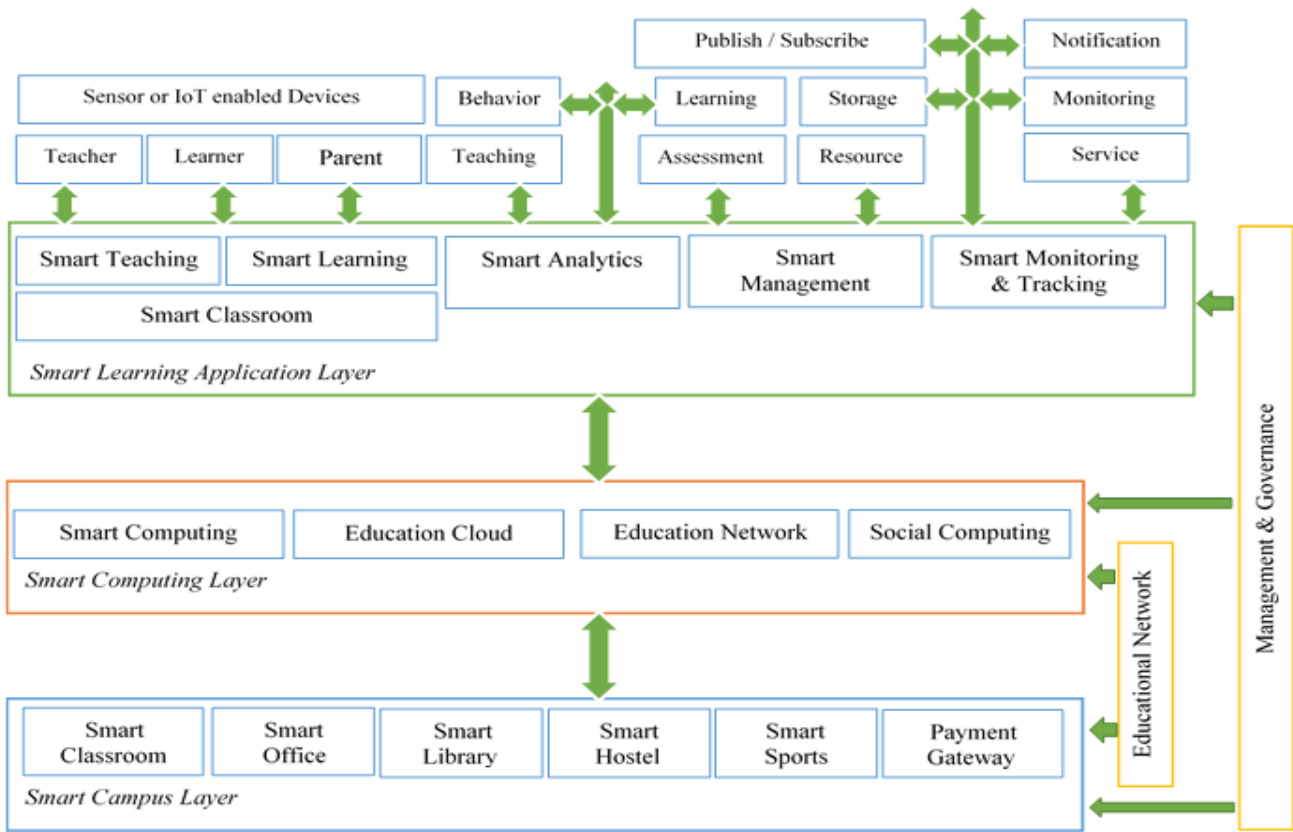 Publish / Subscribe
Notification
Sensor or IoT enabled Devices
Behavior
Learning
Storage
Monitoring
Teacher
Learner
Parent
Teaching
Assessment
Resource
Service
Smart Teaching
Smart Learning
Smart Analytics
Smart
Management
Smart Monitoring
& Tracking
Smart Classroom
Smart Learning Application Layer
Smart Computing
Education Cloud
Education Network
Social Computing
Smart Computing Layer
Smart
Classroom
Smart
Office
Smart
Library
Smart
Hostel
Smart
Sports
Payment
Gateway
Smart Campus Layer
Educational Network
Management & Governance